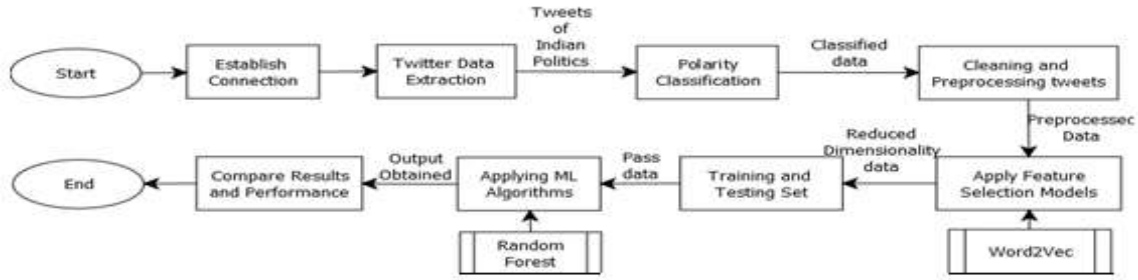 Start
Establish
Connection
Twitter Data
Extraction
Tweets
of
Indian
Politics
Polarity
Classification
Classified
data
Cleaning and
Preprocessing tweets
Preprocessec
Data
Apply Feature
Selection Models
Word2Vec
Reduced
Dimensionality
data
Training and
Testing Set
Pass
data
Applying ML
Algorithms
Random
Forest
Output
Obtained
Compare Results
and Performance
End